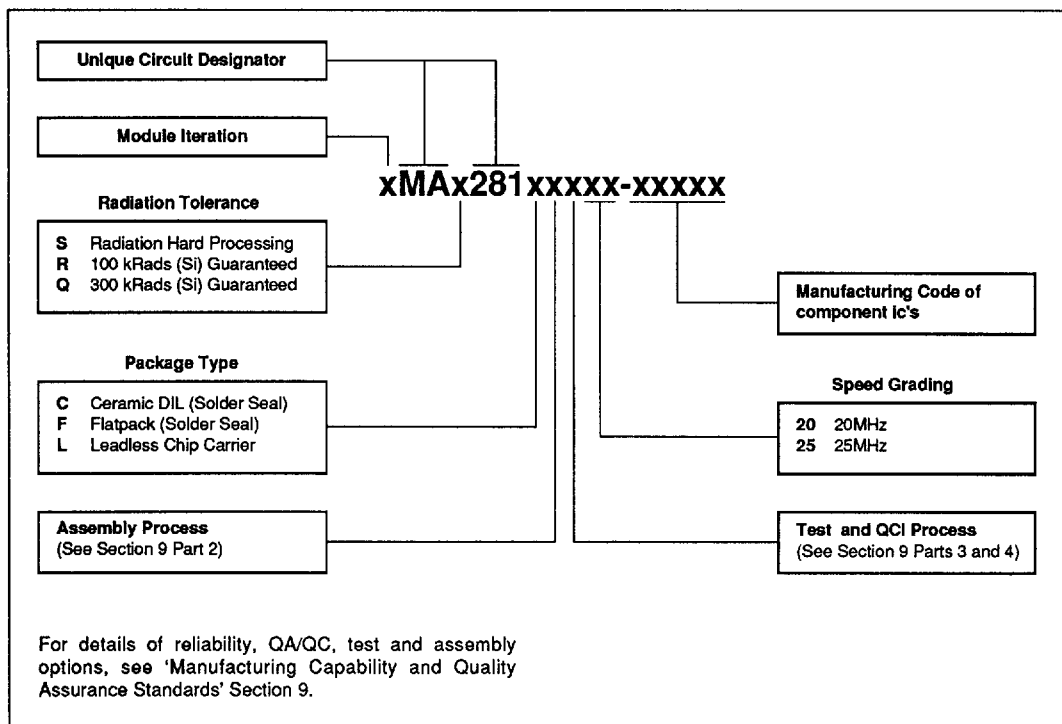 Unique Circuit Designator
Module Iteration
xMAx281xxxxx-xxxxx
Radiation Tolerance
S Radiation Hard Processing
R 100 kRads (Si) Guaranteed
Q 300 kRads (Si) Guaranteed
Manufacturing Code of
component ic's
Package Type
C Ceramic DIL (Solder Seal)
F Flatpack (Solder Seal)
L Leadless Chip Carrier
Speed Grading
20 20MHz
25 25MHz
Assembly Process
(See Section 9 Part 2)
Test and QCI Process
(See Section 9 Parts 3 and 4)
For details of reliability, QA/QC, test and assembly
options, see 'Manufacturing Capability and Quality
Assurance Standards' Section 9.